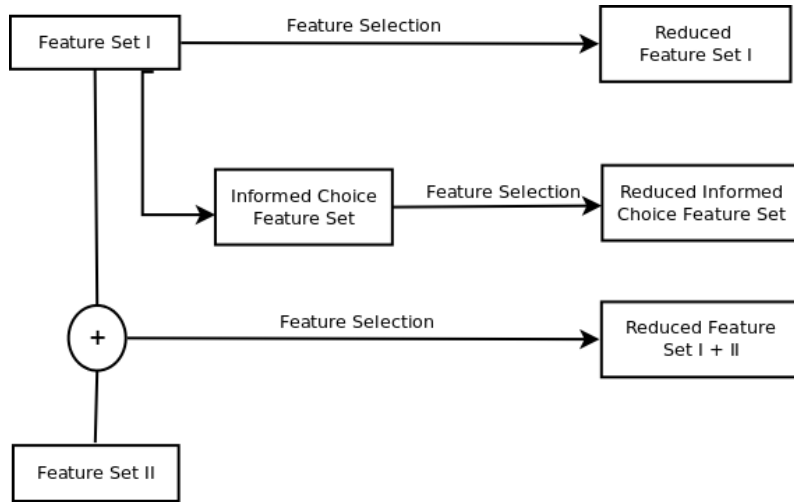 Feature Set I
Feature Selection
Reduced
Feature Set I
Informed Choice
Feature Set
Feature Selection
Reduced Informed
Choice Feature Set
+
Feature Selection
Reduced Feature
Set I + II
Feature Set II